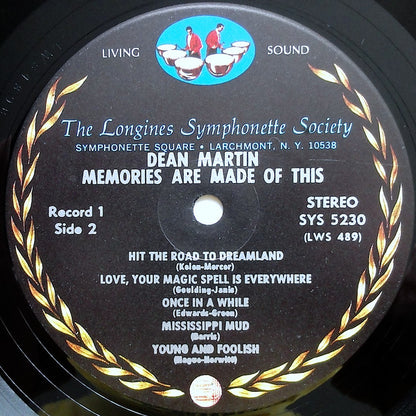 LIVING SOUND
The Longines Symphonette Society
SYMPHONETTE SQUARE • LARCHMONT, N. Y. 10538
DEAN MARTIN
MEMORIES ARE MADE OF THIS
Record 1
Side 2
STEREO
SYS 5230
(LWS 489)
HIT THE ROAD TO DREAMLAND
(Kolen-Mercer)
LOVE, YOUR MAGIC SPELL IS EVERYWHERE
(Goulding-Janis)
ONCE IN A WHILE
(Edwards-Green)
MISSISSIPPI MUD
(Harris)
YOUNG AND FOOLISH
(Hague-Horwitt)